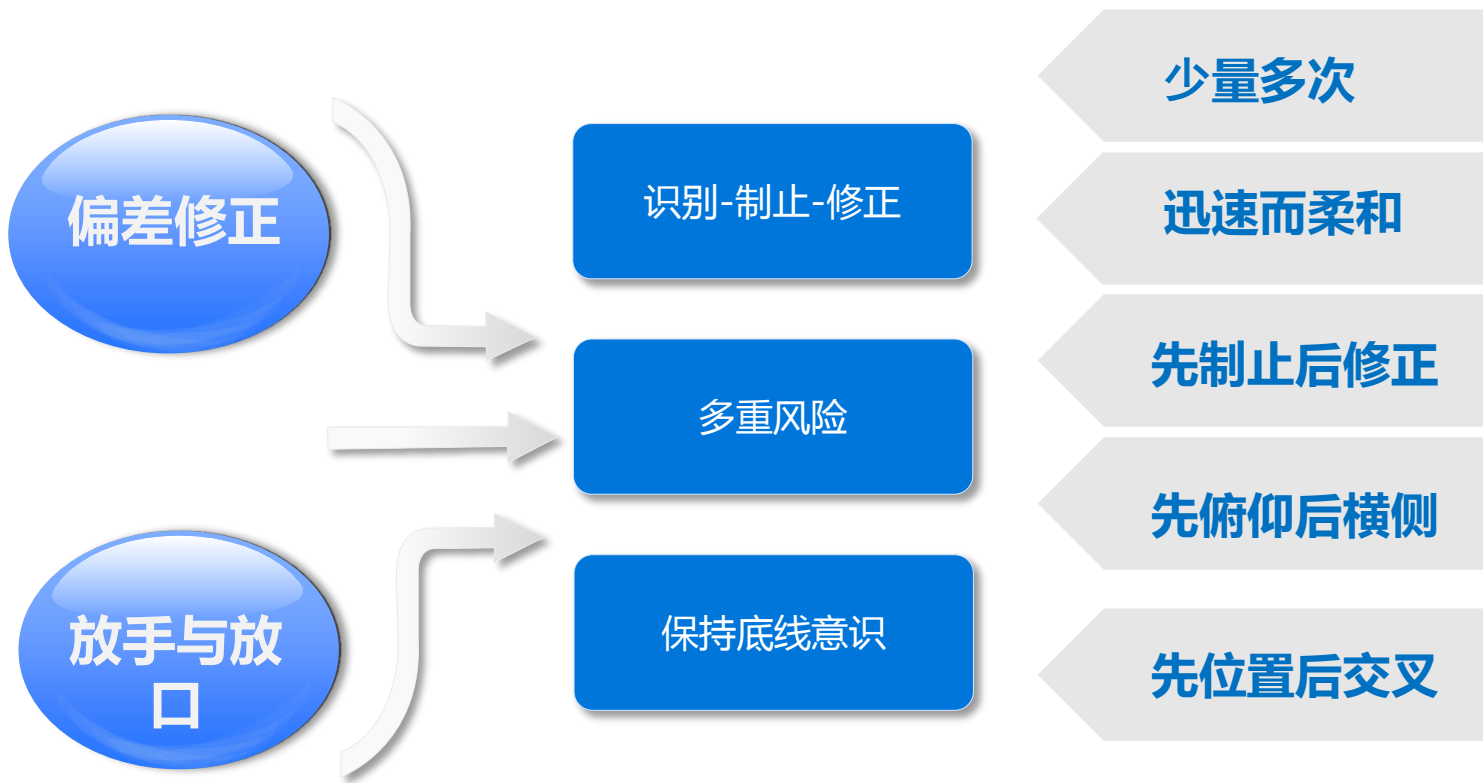 偏差修正
放手与放
口
识别-制止-修正
多重风险
保持底线意识
少量多次
迅速而柔和
先制止后修正
先俯仰后横侧
先位置后交叉